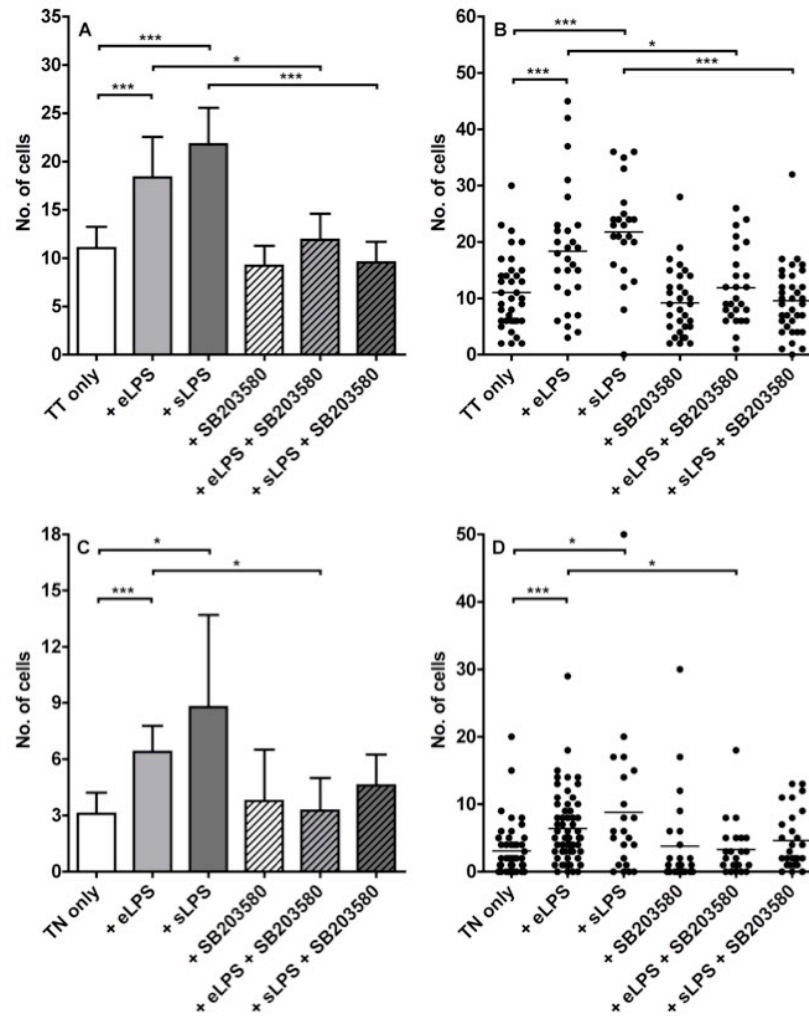 A
35
30
25
20
15
10
5
0
No. of cells
***
*
***
***
TT only
+ eLPS
+ sLPS
+ SB203580
+ eLPS + SB203580
+ sLPS + SB203580
B
60
50
40
30
20
10
0
No. of cells
***
*
***
***
TT only
+ eLPS
+ sLPS
+ SB203580
+ eLPS + SB203580
+ sLPS + SB203580
C
18
15
12
9
6
3
0
No. of cells
*
*
***
TN only
+ eLPS
+ sLPS
+ SB203580
+ eLPS + SB203580
+ sLPS + SB203580
D
50
40
30
20
10
0
No. of cells
*
*
***
TN only
+ eLPS
+ sLPS
+ SB203580
+ eLPS + SB203580
+ sLPS + SB203580